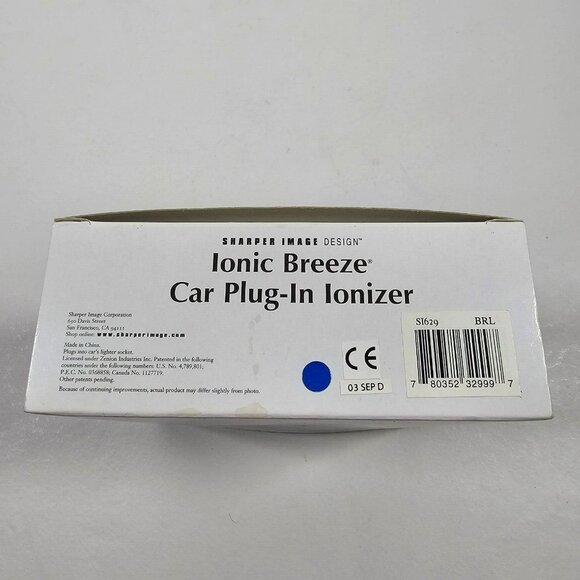 SHARPER IMAGE DESIGN™
Ionic Breeze®
Car Plug-In Ionizer
Sharper Image Corporation
650 Davis Street
San Francisco, CA 94111
Shop online: www.sharperimage.com
Made in China.
Plugs into car's lighter socket.
Licensed under Zenion Industries Inc. Patented in the following
countries under the following numbers: U.S. No. 4,789,801;
P.E.C. No. 0368858; Canada No. 1127719.
Other patents pending.
Because of continuing improvements, actual product may differ slightly from photo.
CE
03 SEP D
SI629 BRL
7 80352 32999 7